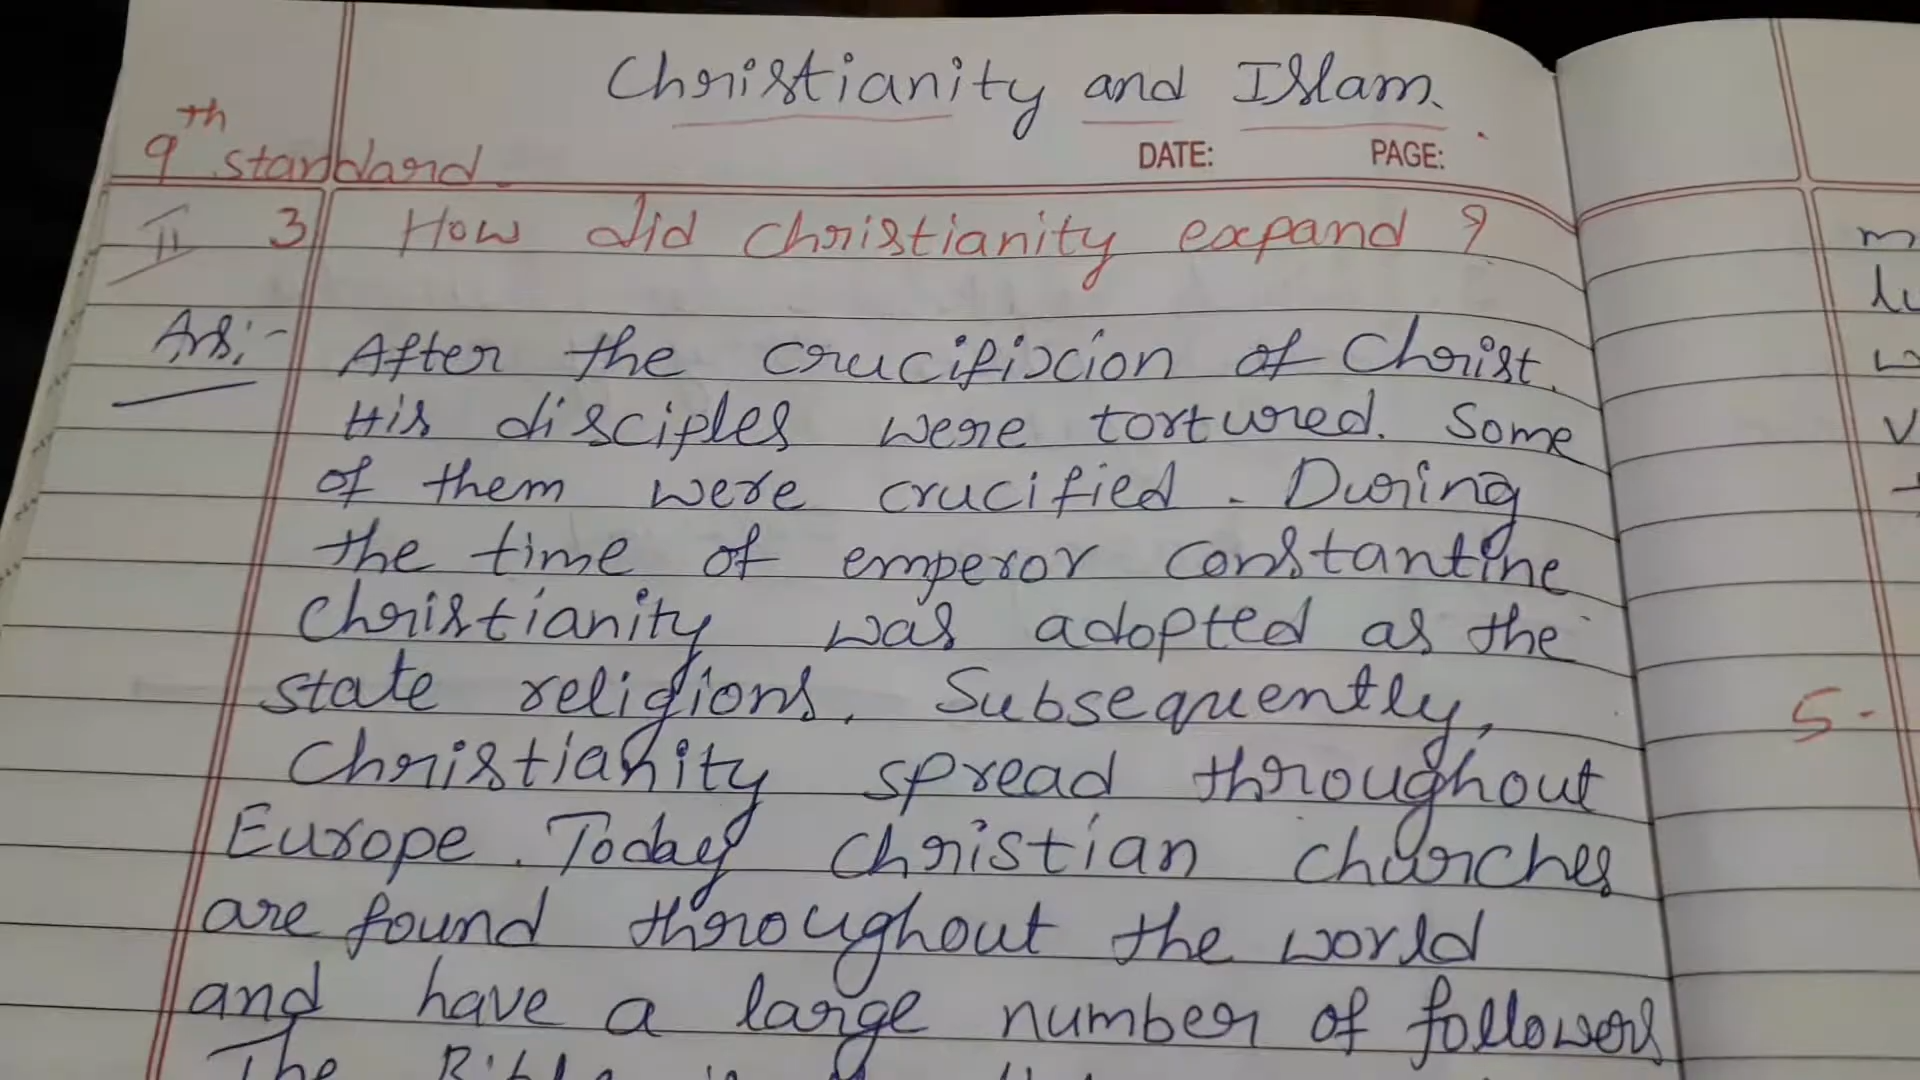 Christianity and Islam.
9th standard.
DATE: PAGE:
II 3 How did christianity expand ?
Ans:- After the crucifixion of Christ.
His disciples were tortured. Some
of them were crucified. During
the time of emperor constantine
christianity was adopted as the
state religions. Subsequently,
Christianity spread throughout
Europe. Today christian churches
are found throughout the world
and have a large number of followers
The
5-